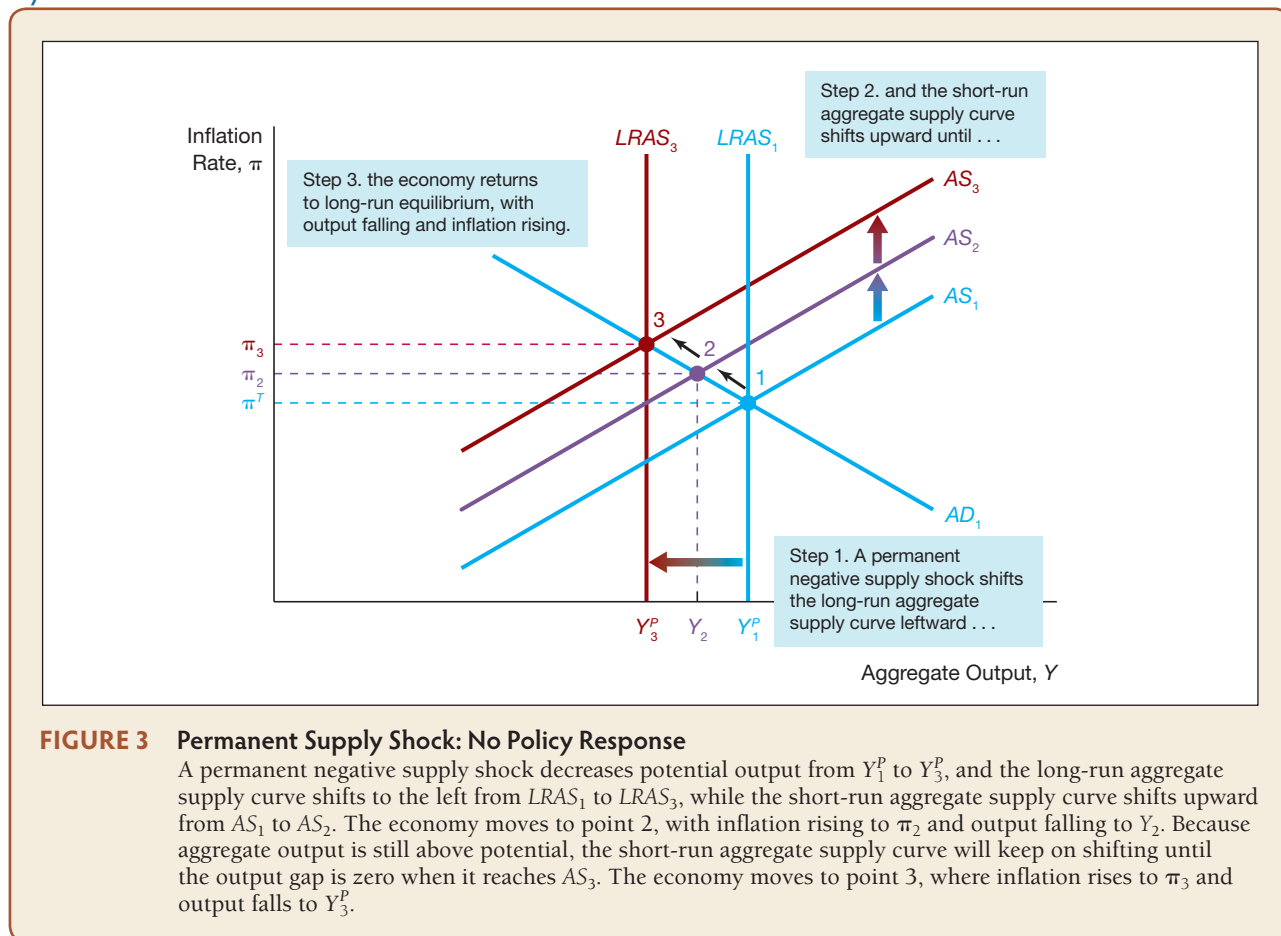 Inflation
Rate, π
LRAS₃
LRAS₁
Step 2. and the short-run
aggregate supply curve
shifts upward until . . .
Step 3. the economy returns
to long-run equilibrium, with
output falling and inflation rising.
AS₃
AS₂
AS₁
3
2
1
π₃
π₂
πᵀ
AD₁
Step 1. A permanent
negative supply shock shifts
the long-run aggregate
supply curve leftward . . .
Y₃ᴾ Y₂ Y₁ᴾ
Aggregate Output, Y
FIGURE 3 Permanent Supply Shock: No Policy Response
A permanent negative supply shock decreases potential output from Y₁ᴾ to Y₃ᴾ, and the long-run aggregate
supply curve shifts to the left from LRAS₁ to LRAS₃, while the short-run aggregate supply curve shifts upward
from AS₁ to AS₂. The economy moves to point 2, with inflation rising to π₂ and output falling to Y₂. Because
aggregate output is still above potential, the short-run aggregate supply curve will keep on shifting until
the output gap is zero when it reaches AS₃. The economy moves to point 3, where inflation rises to π₃ and
output falls to Y₃ᴾ.